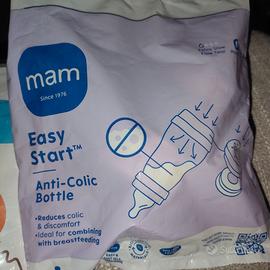 mam
Since 1976
Easy
Start™
Anti-Colic
Bottle
•Reduces colic
& discomfort
•Ideal for combining
with breastfeeding